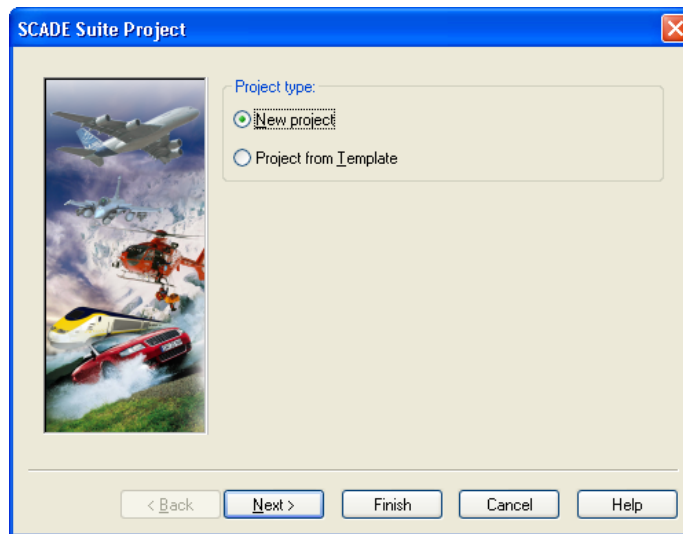 SCADE Suite Project
Project type:
New project
Project from Template
< Back
Next >
Finish
Cancel
Help